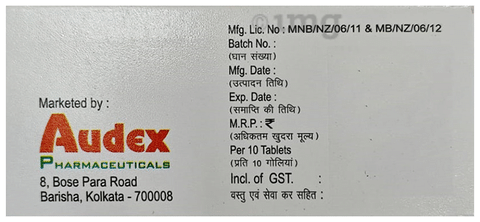 Marketed by :
Audex
PHARMACEUTICALS
8, Bose Para Road
Barisha, Kolkata - 700008
1mg
Mfg. Lic. No : MNB/NZ/06/11 & MB/NZ/06/12
Batch No. :
(घान संख्या)
Mfg. Date :
(उत्पादन तिथि)
Exp. Date :
(समाप्ति की तिथि)
M.R.P. : ₹
(अधिकतम खुदरा मूल्य)
Per 10 Tablets
(प्रति 10 गोलियां)
Incl. of GST. :
वस्तु एवं सेवा कर सहित :